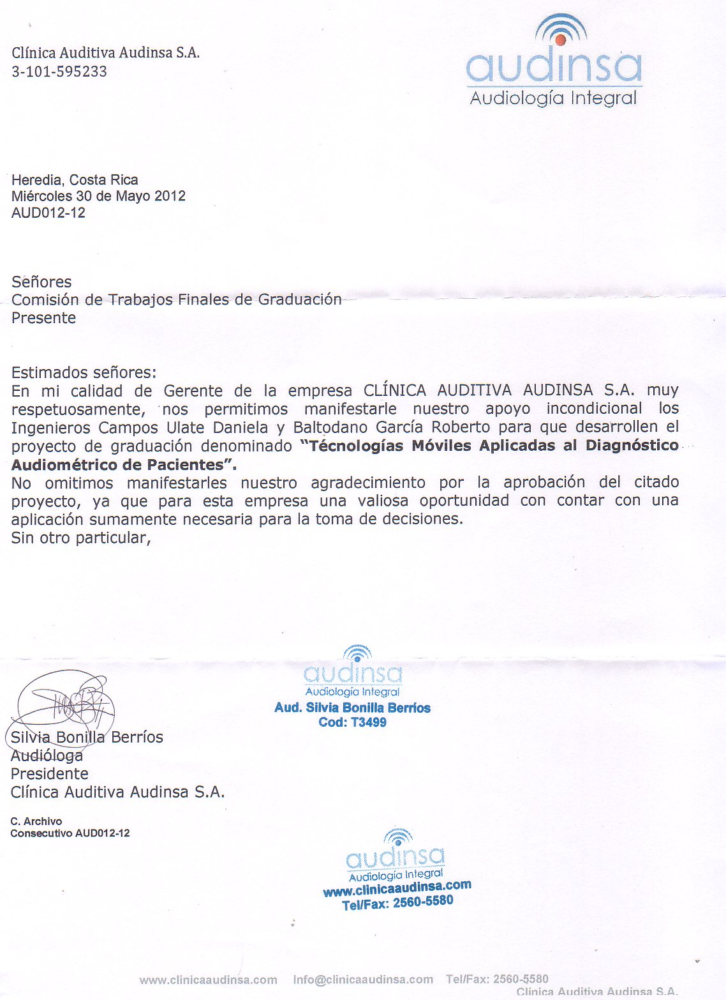 Clínica Auditiva Audinsa S.A.
3-101-595233
audinsa
Audiología Integral
Heredia, Costa Rica
Miércoles 30 de Mayo 2012
AUD012-12
Señores
Comisión de Trabajos Finales de Graduación
Presente
Estimados señores:
En mi calidad de Gerente de la empresa CLÍNICA AUDITIVA AUDINSA S.A. muy
respetuosamente, nos permitimos manifestarle nuestro apoyo incondicional los
Ingenieros Campos Ulate Daniela y Baltodano García Roberto para que desarrollen el
proyecto de graduación denominado “Técnologías Móviles Aplicadas al Diagnóstico
Audiométrico de Pacientes”.
No omitimos manifestarles nuestro agradecimiento por la aprobación del citado
proyecto, ya que para esta empresa una valiosa oportunidad con contar con una
aplicación sumamente necesaria para la toma de decisiones.
Sin otro particular,
audinsa
Audiología Integral
Aud. Silvia Bonilla Berríos
Cod: T3499
Silvia Bonilla Berríos
Audióloga
Presidente
Clínica Auditiva Audinsa S.A.
C. Archivo
Consecutivo AUD012-12
audinsa
Audiología Integral
www.clinicaaudinsa.com
Tel/Fax: 2560-5580
www.clinicaaudinsa.com Info@clinicaaudinsa.com Tel/Fax: 2560-5580
Clínica Auditiva Audinsa S.A.